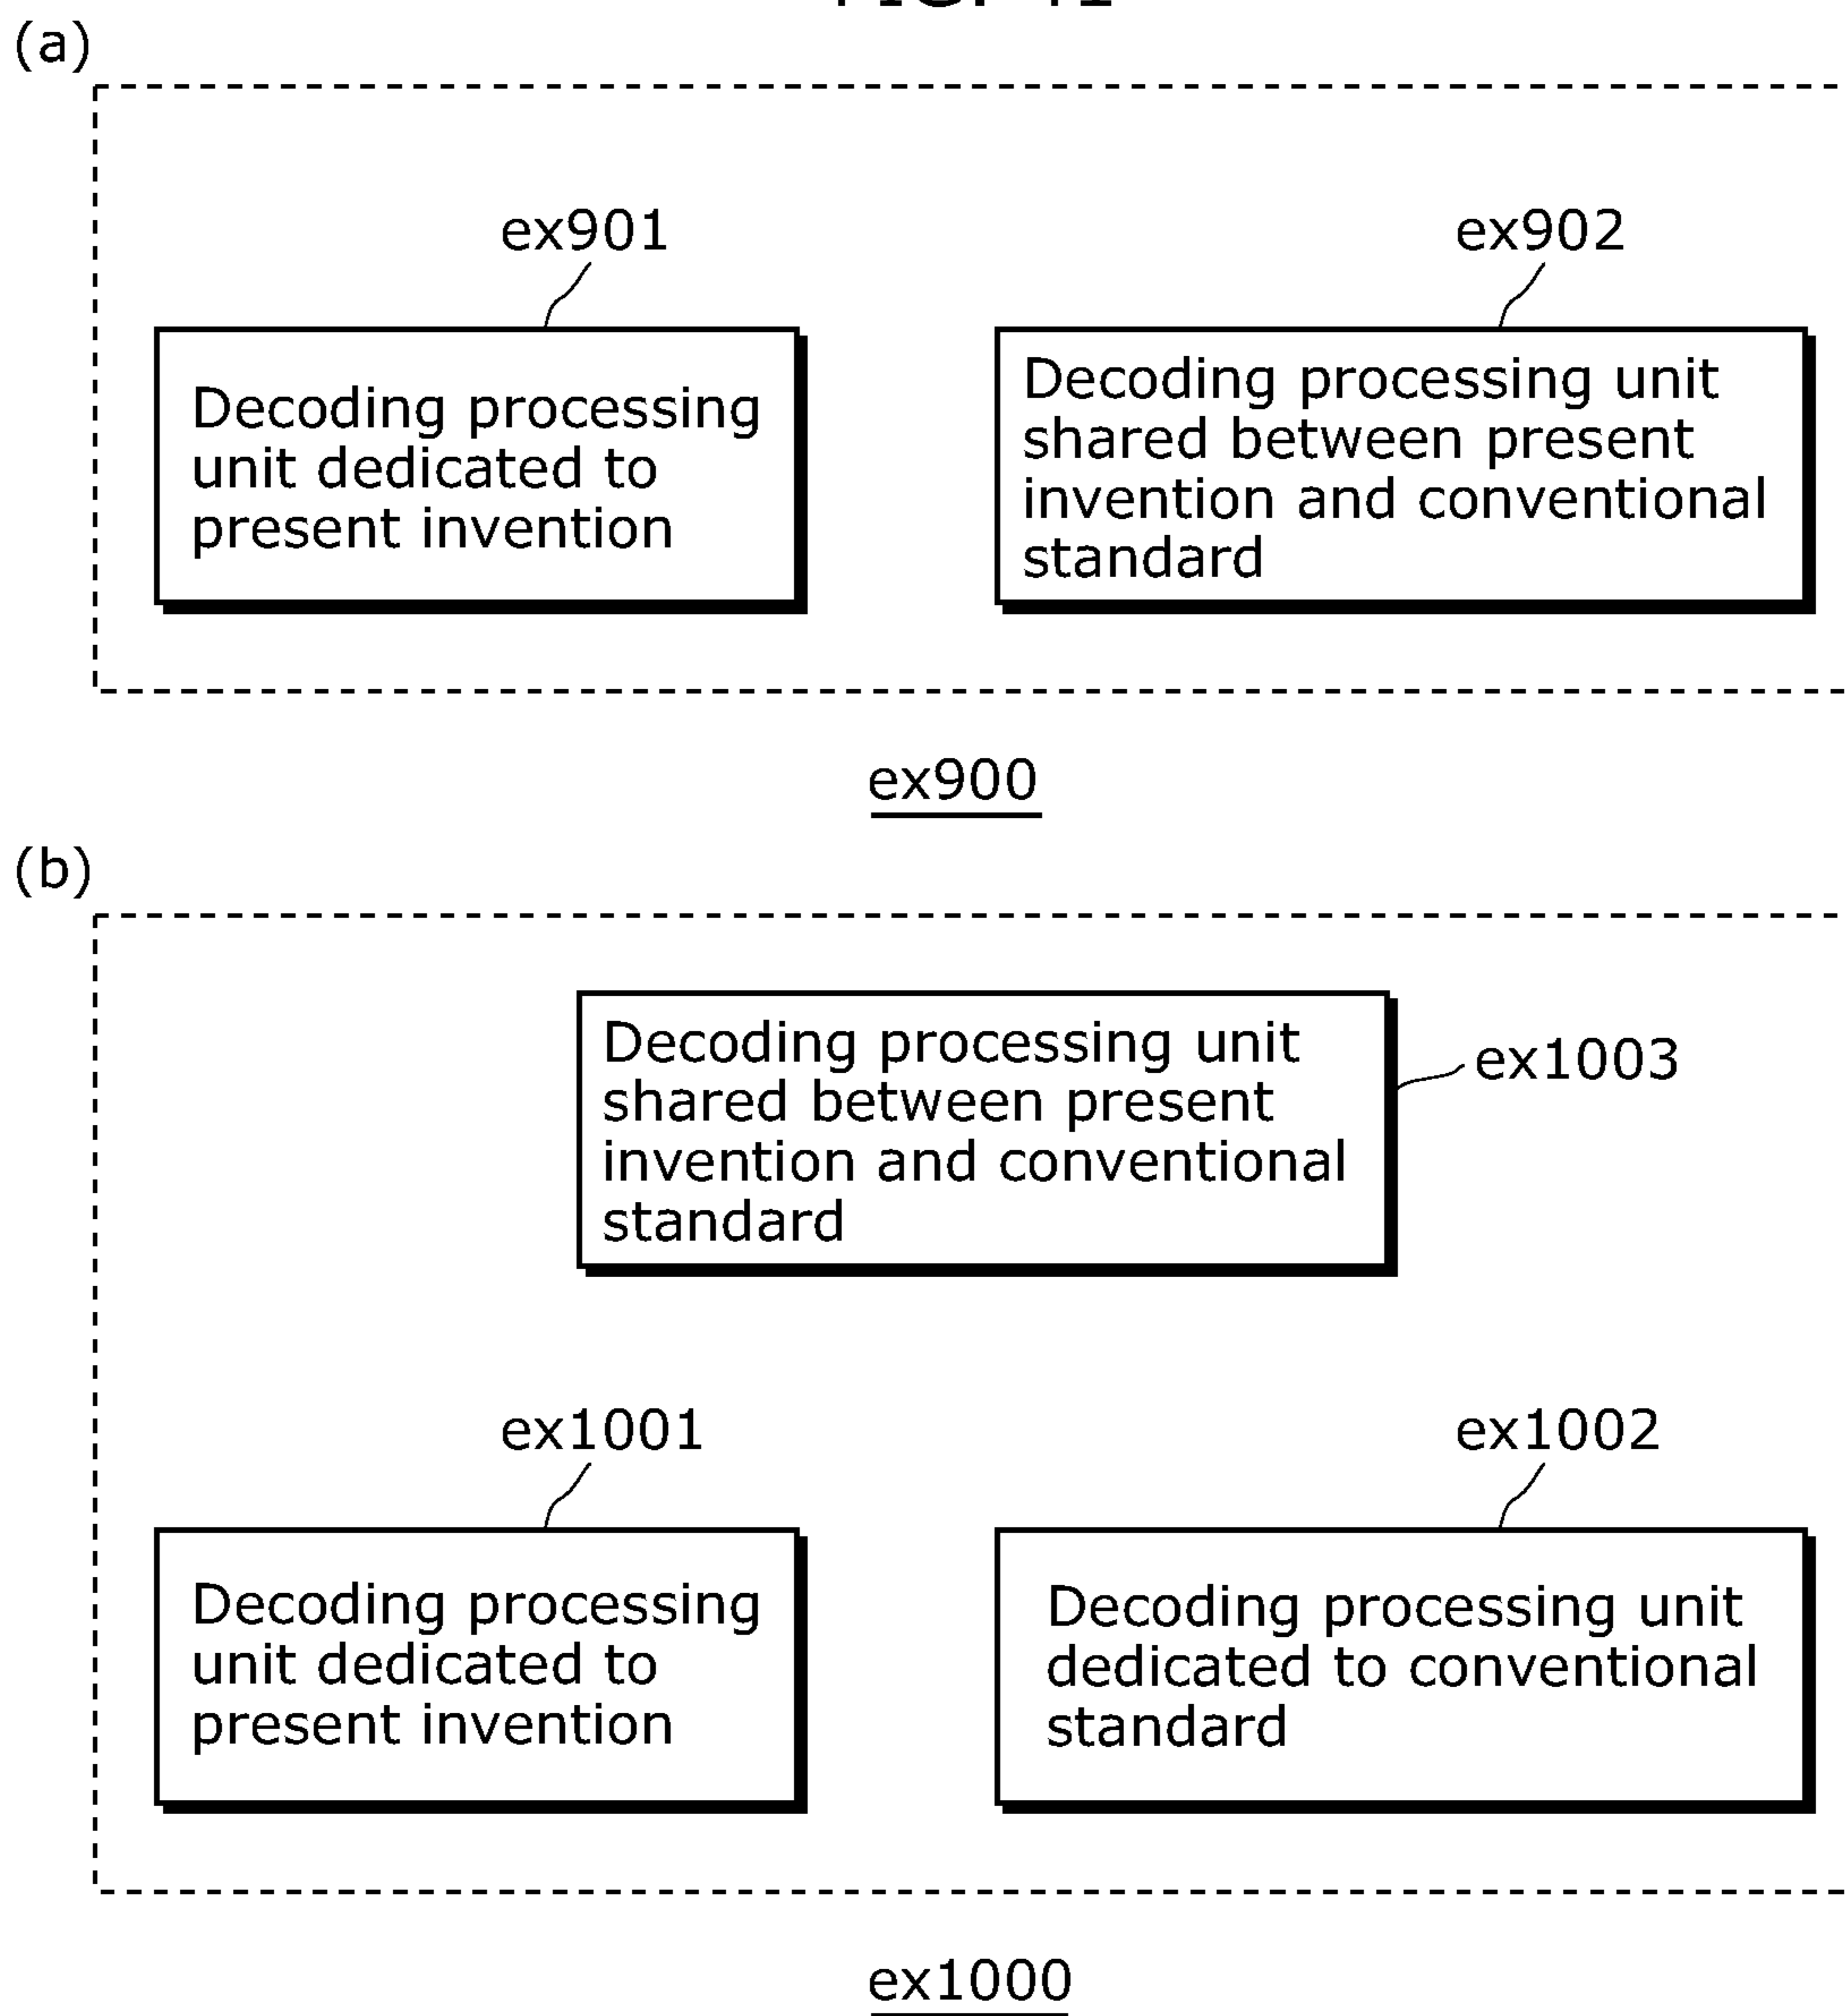 (a)
ex901
ex902
Decoding processing
unit dedicated to
present invention
Decoding processing unit
shared between present
invention and conventional
standard
ex900
(b)
Decoding processing unit
shared between present
invention and conventional
standard
ex1003
ex1001
ex1002
Decoding processing
unit dedicated to
present invention
Decoding processing unit
dedicated to conventional
standard
ex1000